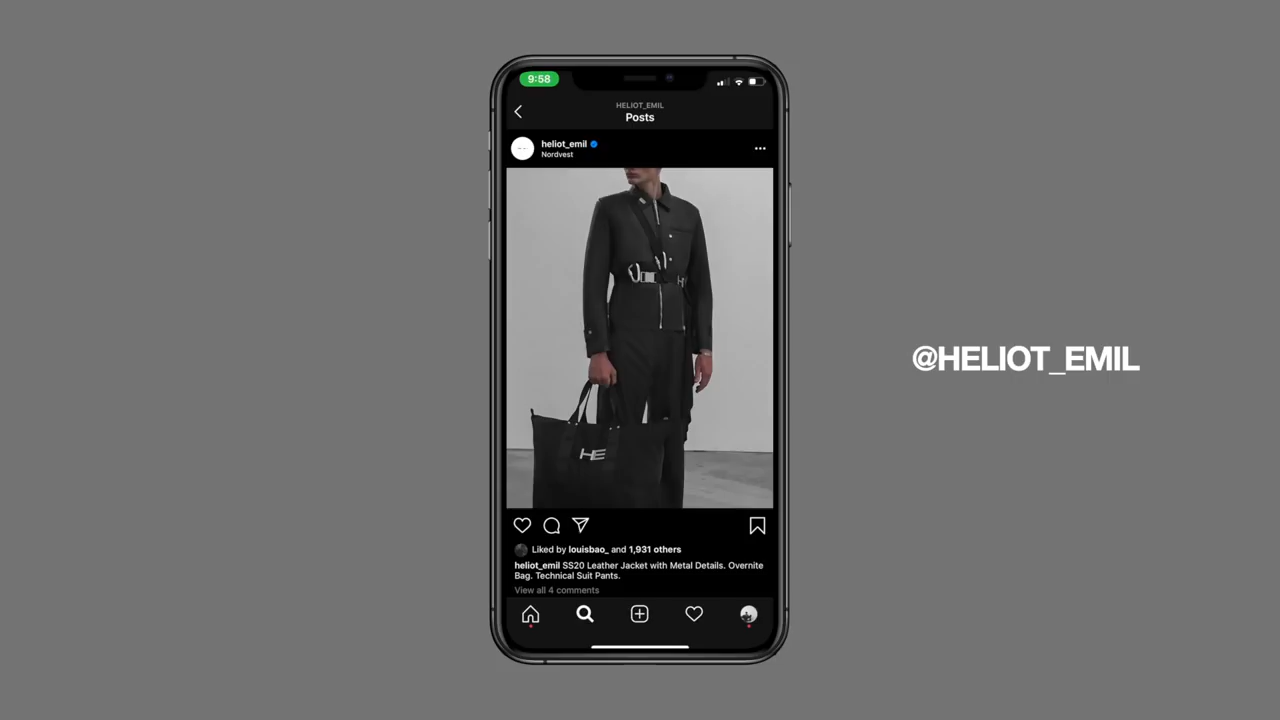 9:58
HELIOT_EMIL
Posts
heliot_emil
Nordvest
HE
Liked by louisbao_ and 1,931 others
heliot_emil SS20 Leather Jacket with Metal Details. Overnite
Bag. Technical Suit Pants.
View all 4 comments
@HELIOT_EMIL